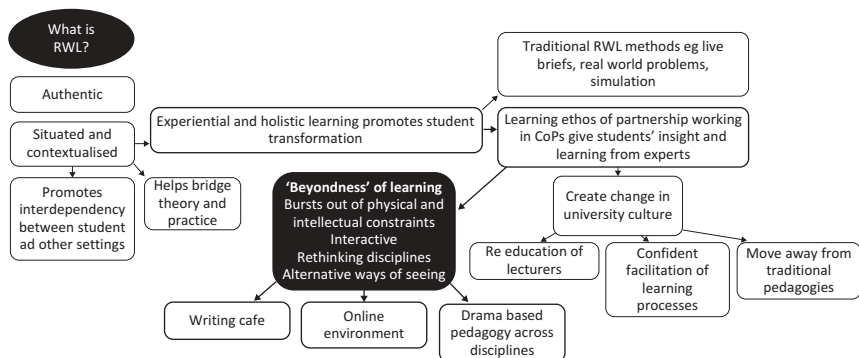 What is
RWL?
Authentic
Situated and
contextualised
Promotes
interdependency
between student
ad other settings
Helps bridge
theory and
practice
Experiential and holistic learning promotes student
transformation
Traditional RWL methods eg live
briefs, real world problems,
simulation
Learning ethos of partnership working
in CoPs give students’ insight and
learning from experts
‘Beyondness’ of learning
Bursts out of physical and
intellectual constraints
Interactive
Rethinking disciplines
Alternative ways of seeing
Writing cafe
Online
environment
Drama based
pedagogy across
disciplines
Create change in
university culture
Re education of
lecturers
Confident
facilitation of
learning
processes
Move away from
traditional
pedagogies